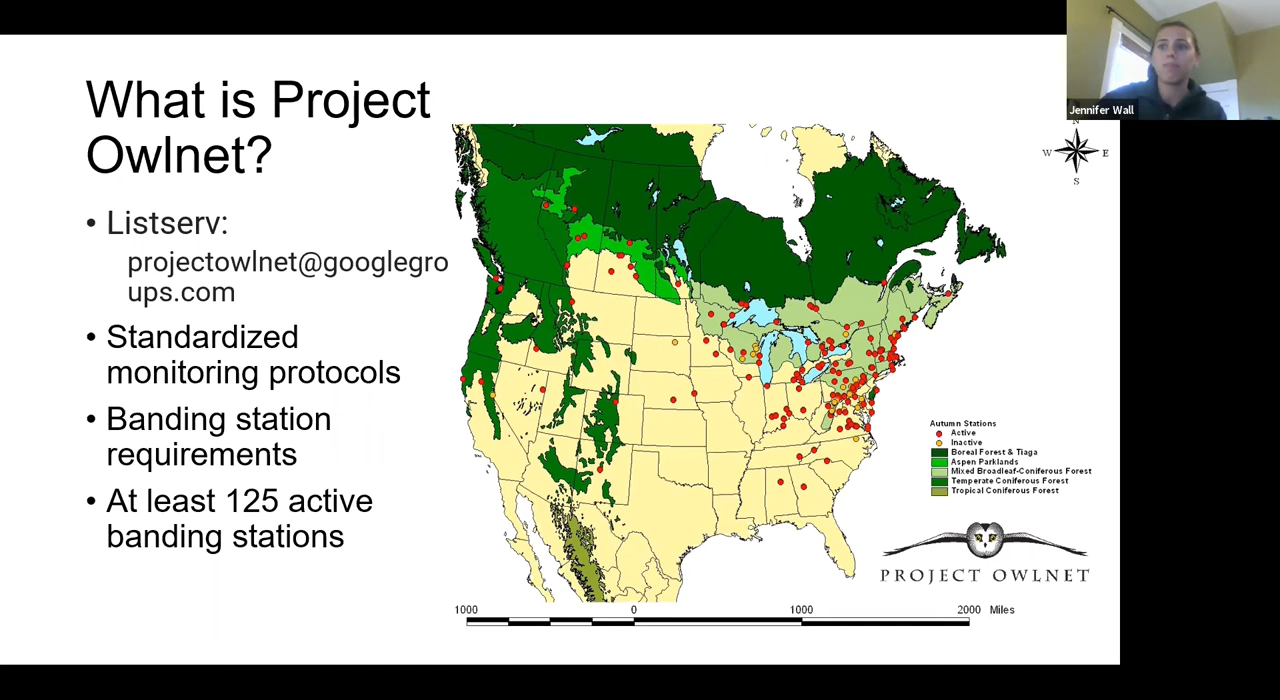 What is Project
Owlnet?
• Listserv:
projectowlnet@googlegro
ups.com
• Standardized
monitoring protocols
• Banding station
requirements
• At least 125 active
banding stations
Jennifer Wall
N
W E
S
Autumn Stations
Active
Inactive
Boreal Forest & Tiaga
Aspen Parklands
Mixed Broadleaf-Coniferous Forest
Temperate Coniferous Forest
Tropical Coniferous Forest
PROJECT OWLNET
1000 0 1000 2000 Miles